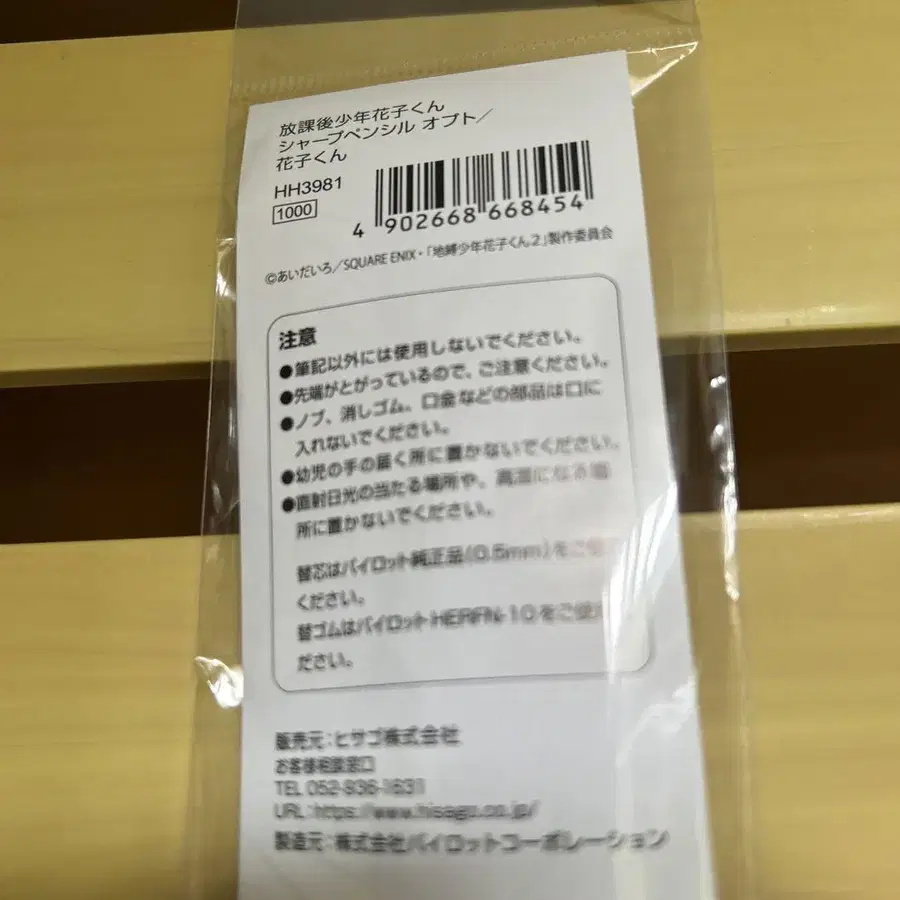 放課後少年花子くん
シャープペンシル オプト／
花子くん
HH3981
1000
4 902668 668454
©あいだいろ／SQUARE ENIX・「地縛少年花子くん２」製作委員会
注意
●筆記以外には使用しないでください。
●先端がとがっているので、ご注意ください。
●ノブ、消しゴム、口金などの部品は口に
入れないでください。
●幼児の手の届く所に置かないでください。
●直射日光の当たる場所や、高温になる場
所に置かないでください。
替芯はパイロット純正品(0.5mm)をご使用
ください。
替ゴムはパイロットHERFN-10をご使用
ださい。
販売元：ヒサゴ株式会社
お客様相談窓口
TEL 052-936-1631
URL：https://www.hisago.co.jp/
製造元：株式会社パイロットコーポレーション